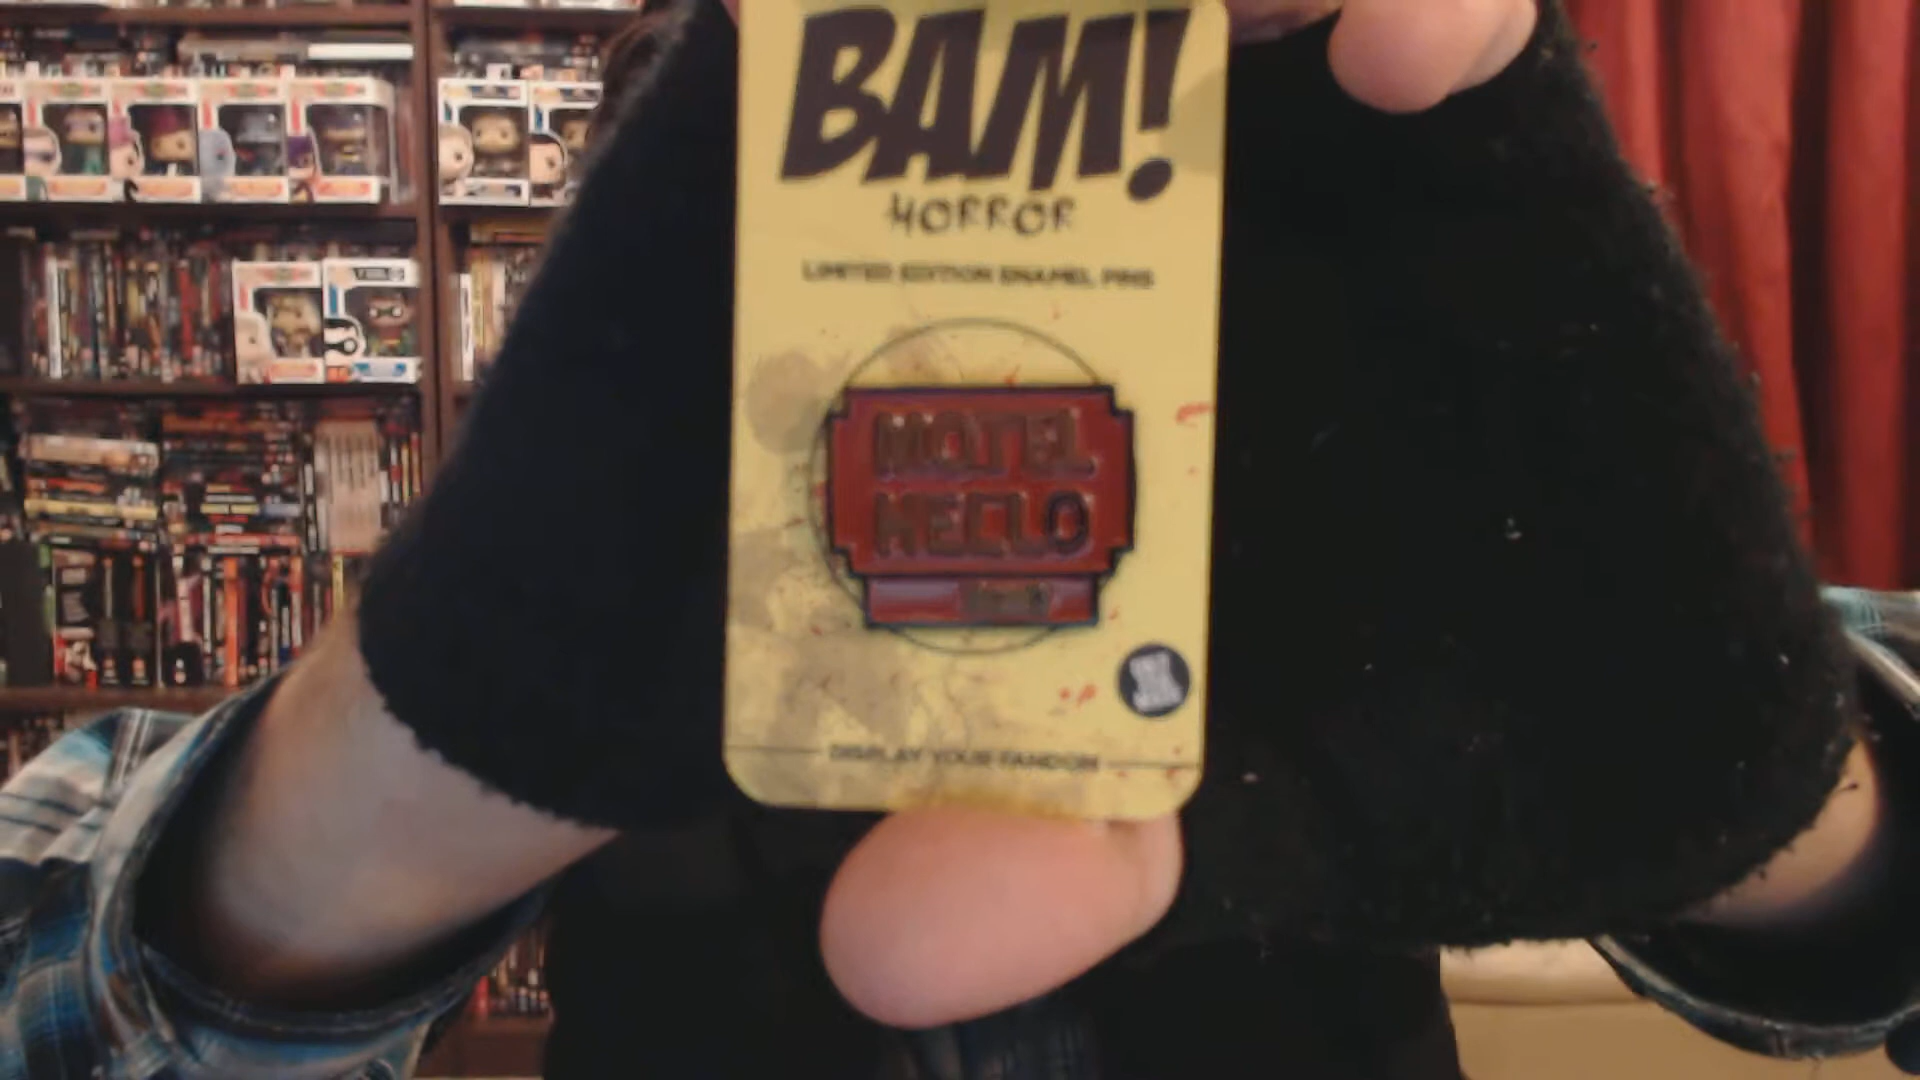 BAM!
HORROR
LIMITED EDITION ENAMEL PINS
MOTEL
HELLO
DISPLAY YOUR FANDOM